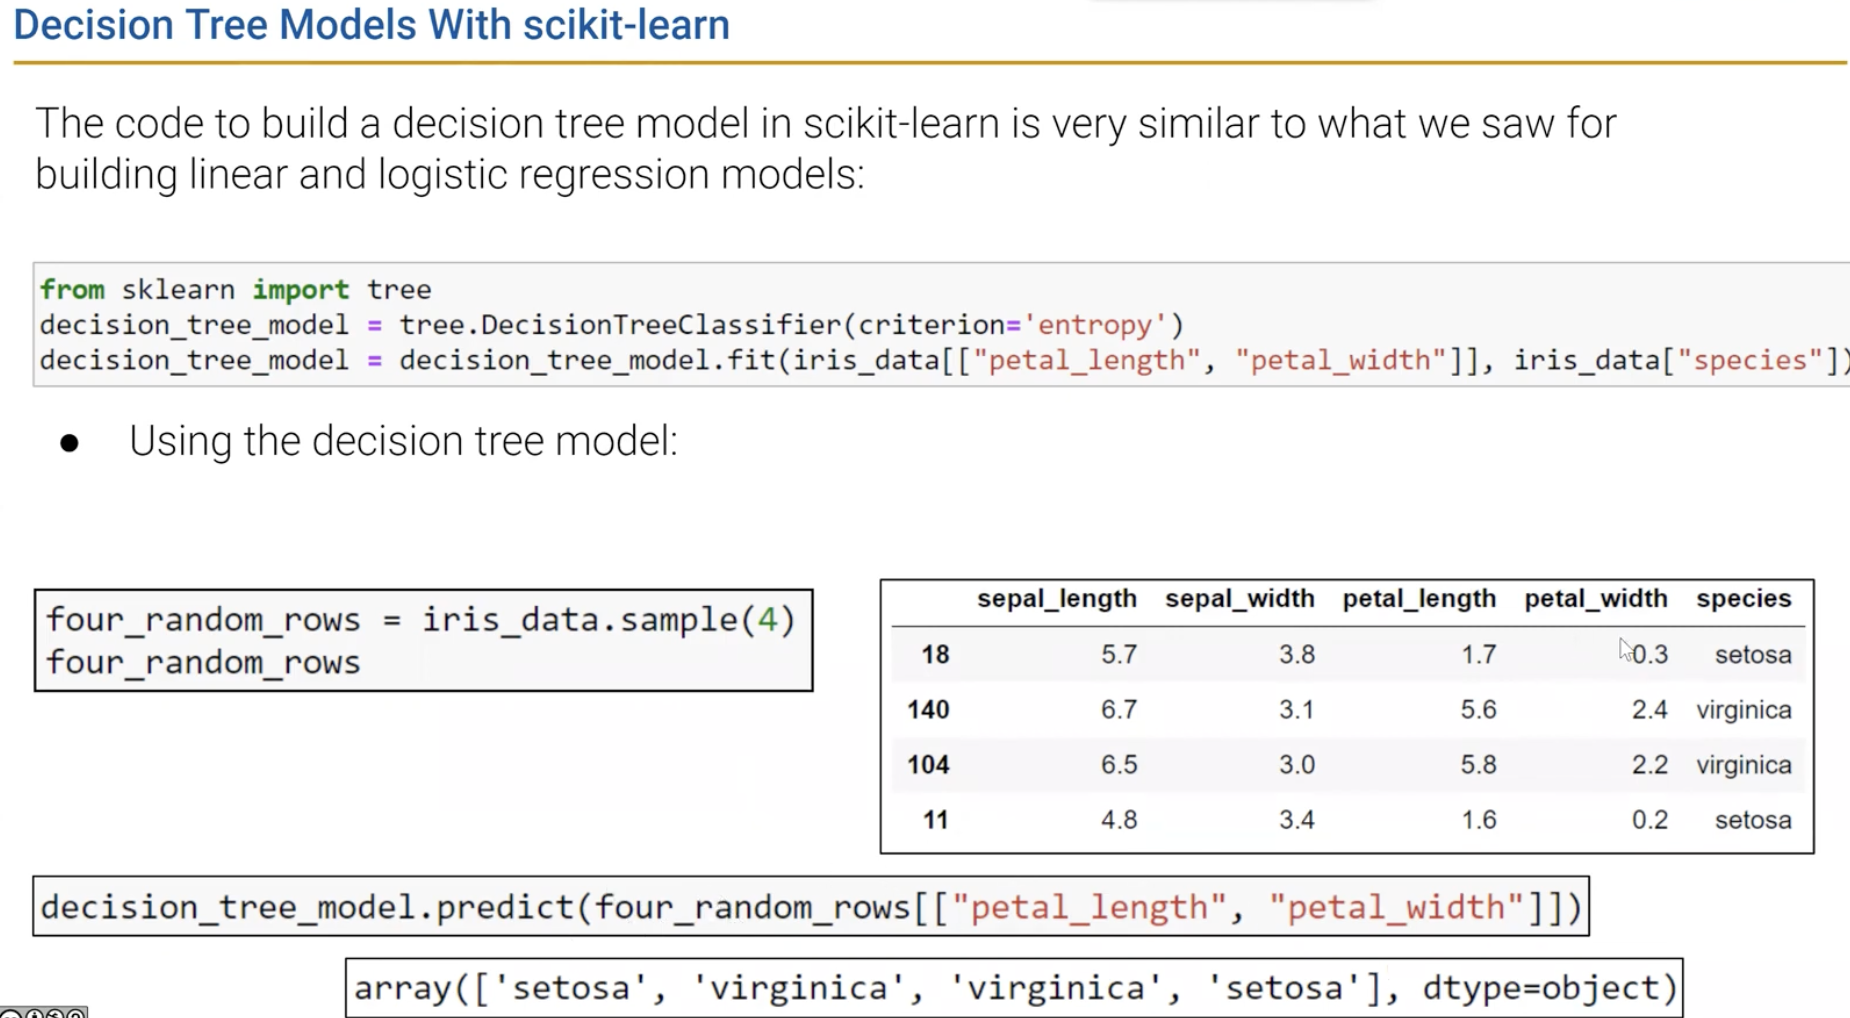 Decision Tree Models With scikit-learn
The code to build a decision tree model in scikit-learn is very similar to what we saw for
building linear and logistic regression models:
from sklearn import tree
decision_tree_model = tree.DecisionTreeClassifier(criterion='entropy')
decision_tree_model = decision_tree_model.fit(iris_data[["petal_length", "petal_width"]], iris_data["species"])
● Using the decision tree model:
four_random_rows = iris_data.sample(4)
four_random_rows
sepal_length sepal_width petal_length petal_width species
18 5.7 3.8 1.7 0.3 setosa
140 6.7 3.1 5.6 2.4 virginica
104 6.5 3.0 5.8 2.2 virginica
11 4.8 3.4 1.6 0.2 setosa
decision_tree_model.predict(four_random_rows[["petal_length", "petal_width"]])
array(['setosa', 'virginica', 'virginica', 'setosa'], dtype=object)